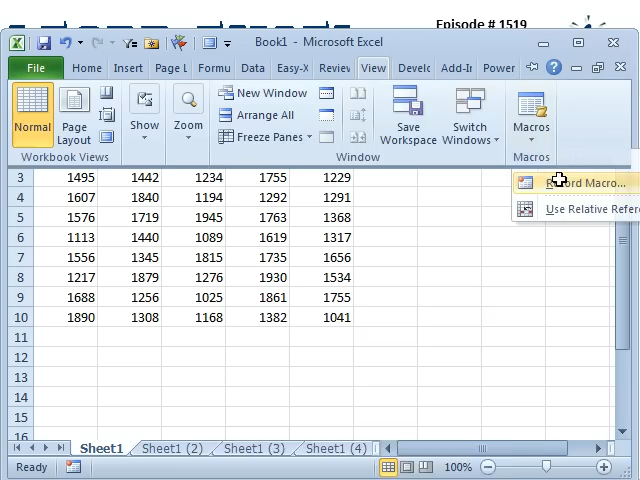 Episode # 1519
Book1 - Microsoft Excel
File Home Insert Page L Formu Data Easy-X Review View Develo Add-In Power
Normal
Page
Layout
Show
Zoom
New Window
Arrange All
Freeze Panes
Save
Workspace
Switch
Windows
Macros
Workbook Views Window Macros
Record Macro...
Use Relative Refer
3 1495 1442 1234 1755 1229
4 1607 1840 1194 1292 1291
5 1576 1719 1945 1763 1368
6 1113 1440 1089 1619 1317
7 1556 1345 1815 1735 1656
8 1217 1879 1276 1930 1534
9 1688 1256 1025 1861 1755
10 1890 1308 1168 1382 1041
11
12
13
14
15
16
Sheet1 Sheet1 (2) Sheet1 (3) Sheet1 (4)
Ready 100%